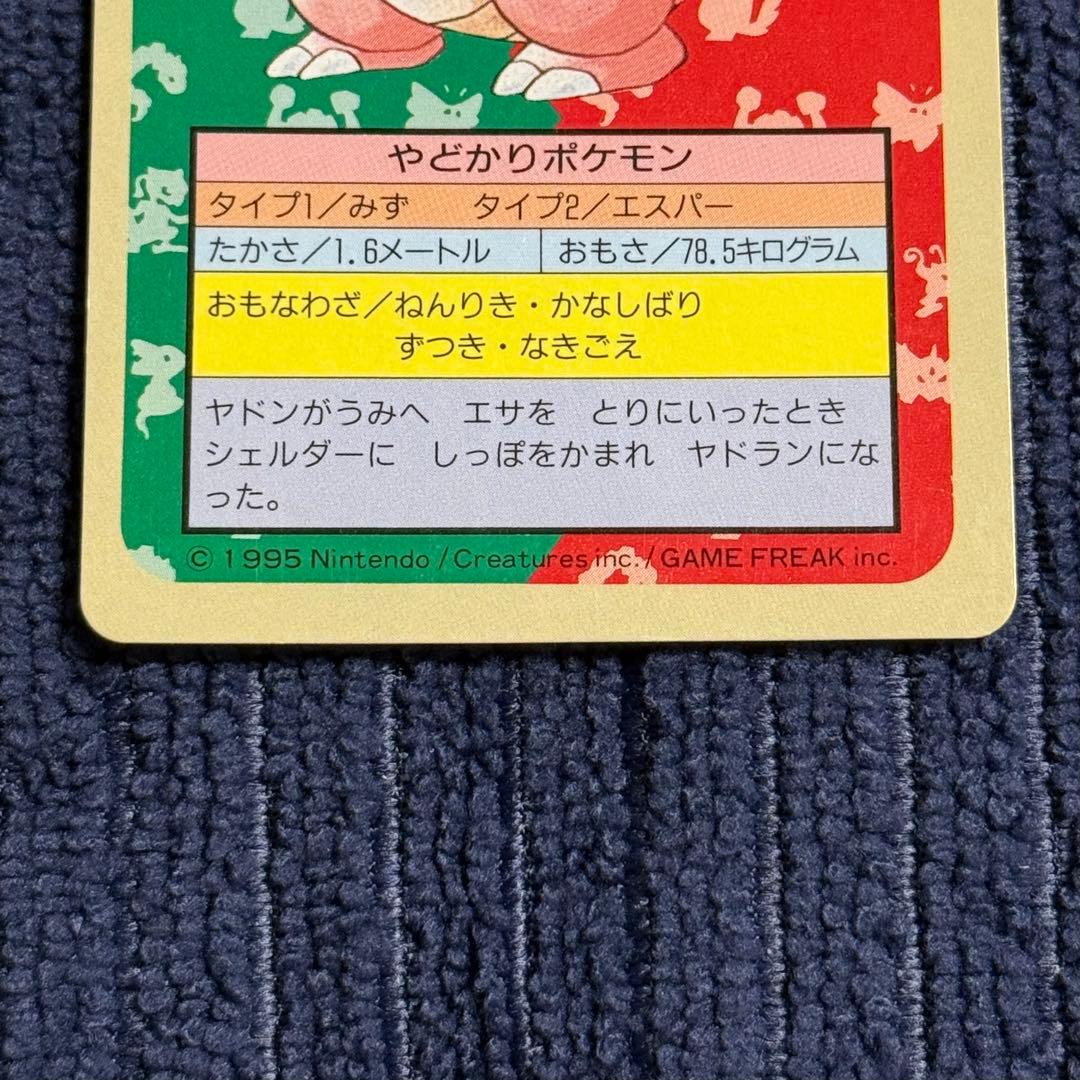 やどかりポケモン
タイプ1／みず　タイプ2／エスパー
たかさ／1.6メートル　おもさ／78.5キログラム
おもなわざ／ねんりき・かなしばり
ずつき・なきごえ
ヤドンがうみへ　エサを　とりにいったとき
シェルダーに　しっぽをかまれ　ヤドランにな
った。
© 1995 Nintendo / Creatures inc. / GAME FREAK inc.